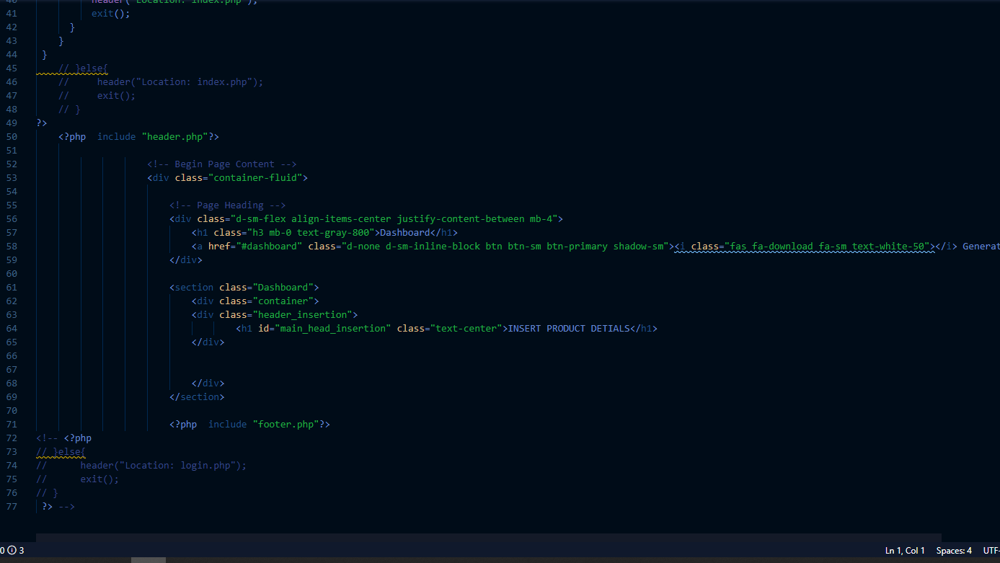 40 header("Location: index.php");
41 exit();
42 }
43 }
44 }
45 // }else{
46 // header("Location: index.php");
47 // exit();
48 // }
49 ?>
50 <?php include "header.php"?>
51
52 <!-- Begin Page Content -->
53 <div class="container-fluid">
54
55 <!-- Page Heading -->
56 <div class="d-sm-flex align-items-center justify-content-between mb-4">
57 <h1 class="h3 mb-0 text-gray-800">Dashboard</h1>
58 <a href="#dashboard" class="d-none d-sm-inline-block btn btn-sm btn-primary shadow-sm"><i class="fas fa-download fa-sm text-white-50"></i> Generat
59 </div>
60
61 <section class="Dashboard">
62 <div class="container">
63 <div class="header_insertion">
64 <h1 id="main_head_insertion" class="text-center">INSERT PRODUCT DETIALS</h1>
65 </div>
66
67
68 </div>
69 </section>
70
71 <?php include "footer.php"?>
72 <!-- <?php
73 // }else{
74 // header("Location: login.php");
75 // exit();
76 // }
77 ?> -->
0 3 Ln 1, Col 1 Spaces: 4 UTF-